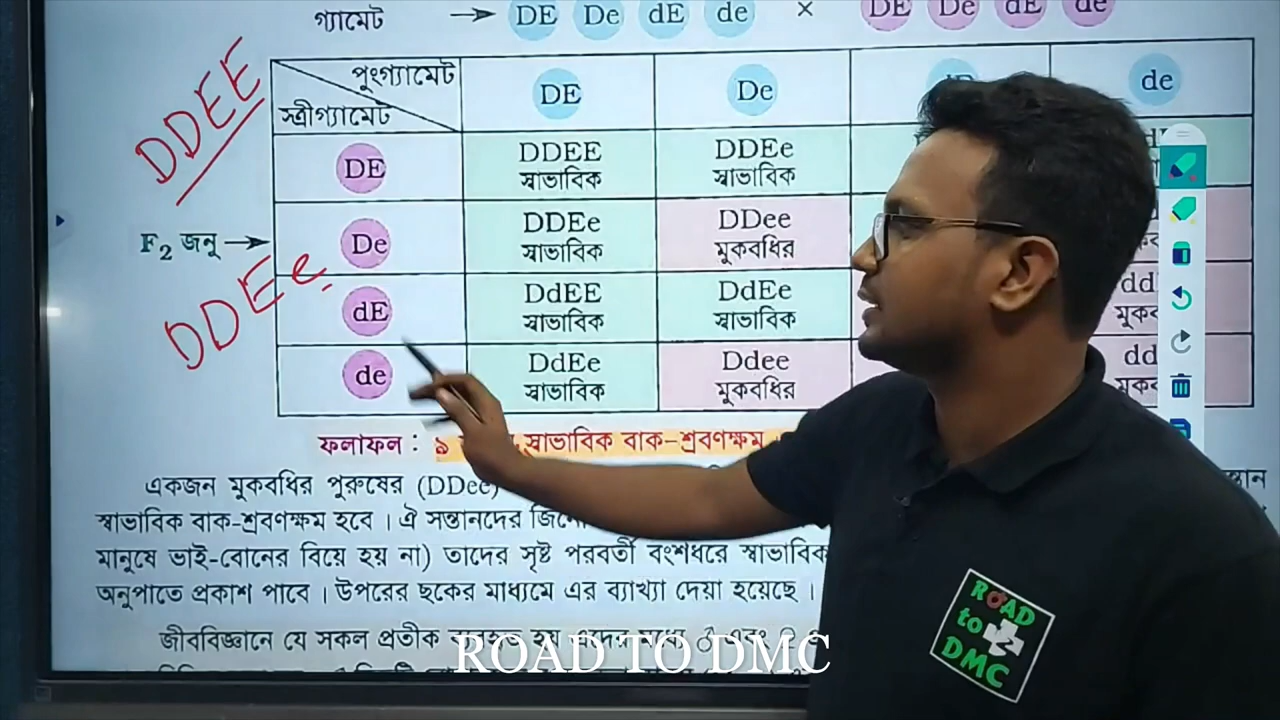 গ্যামেট → DE De dE de × DE De dE de
পুংগ্যামেট
স্ত্রীগ্যামেট
DE De de
DE DDEE DDEe
স্বাভাবিক স্বাভাবিক
F₂ জনু → De DDEe DDee
স্বাভাবিক মুকবধির
dE DdEE DdEe
স্বাভাবিক স্বাভাবিক
de DdEe Ddee
স্বাভাবিক মুকবধির
DDEE
DDEe
ফলাফল : ৯ স্বাভাবিক বাক-শ্রবণক্ষম
একজন মুকবধির পুরুষের (DDee)
স্বাভাবিক বাক-শ্রবণক্ষম হবে । ঐ সন্তানদের
মানুষে ভাই-বোনের বিয়ে হয় না) তাদের সৃষ্ট পরবর্তী বংশধরে স্বাভাবিক
অনুপাতে প্রকাশ পাবে । উপরের ছকের মাধ্যমে এর ব্যাখ্যা দেয়া হয়েছে ।
জীববিজ্ঞানে যে সকল প্রতীক
ROAD TO DMC
ROAD
to
DMC